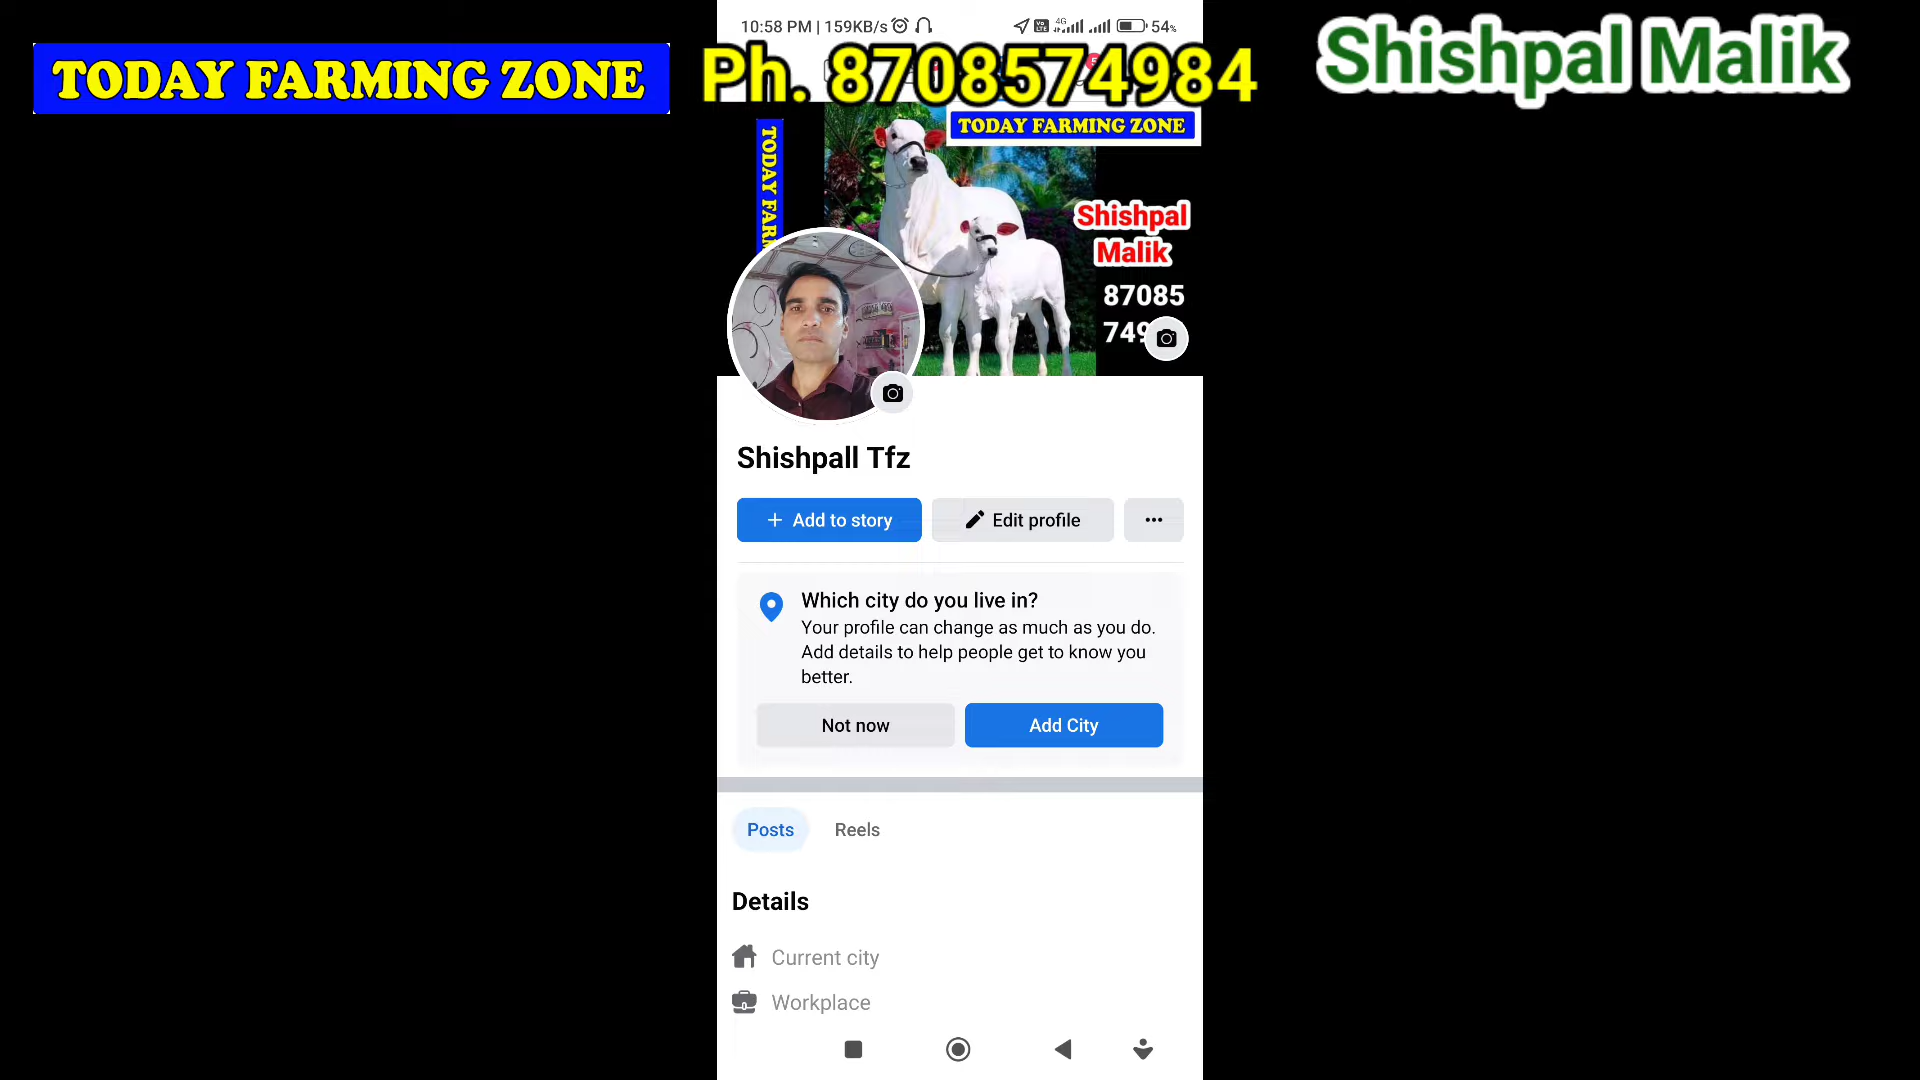 10:58 PM | 159KB/s
4G
54%
TODAY FARMING ZONE
Ph. 8708574984
Shishpal Malik
TODAY FARMING ZONE
TODAY FARM
Shishpal
Malik
87085
749
Shishpall Tfz
+ Add to story
Edit profile
Which city do you live in?
Your profile can change as much as you do.
Add details to help people get to know you
better.
Not now
Add City
Posts
Reels
Details
Current city
Workplace